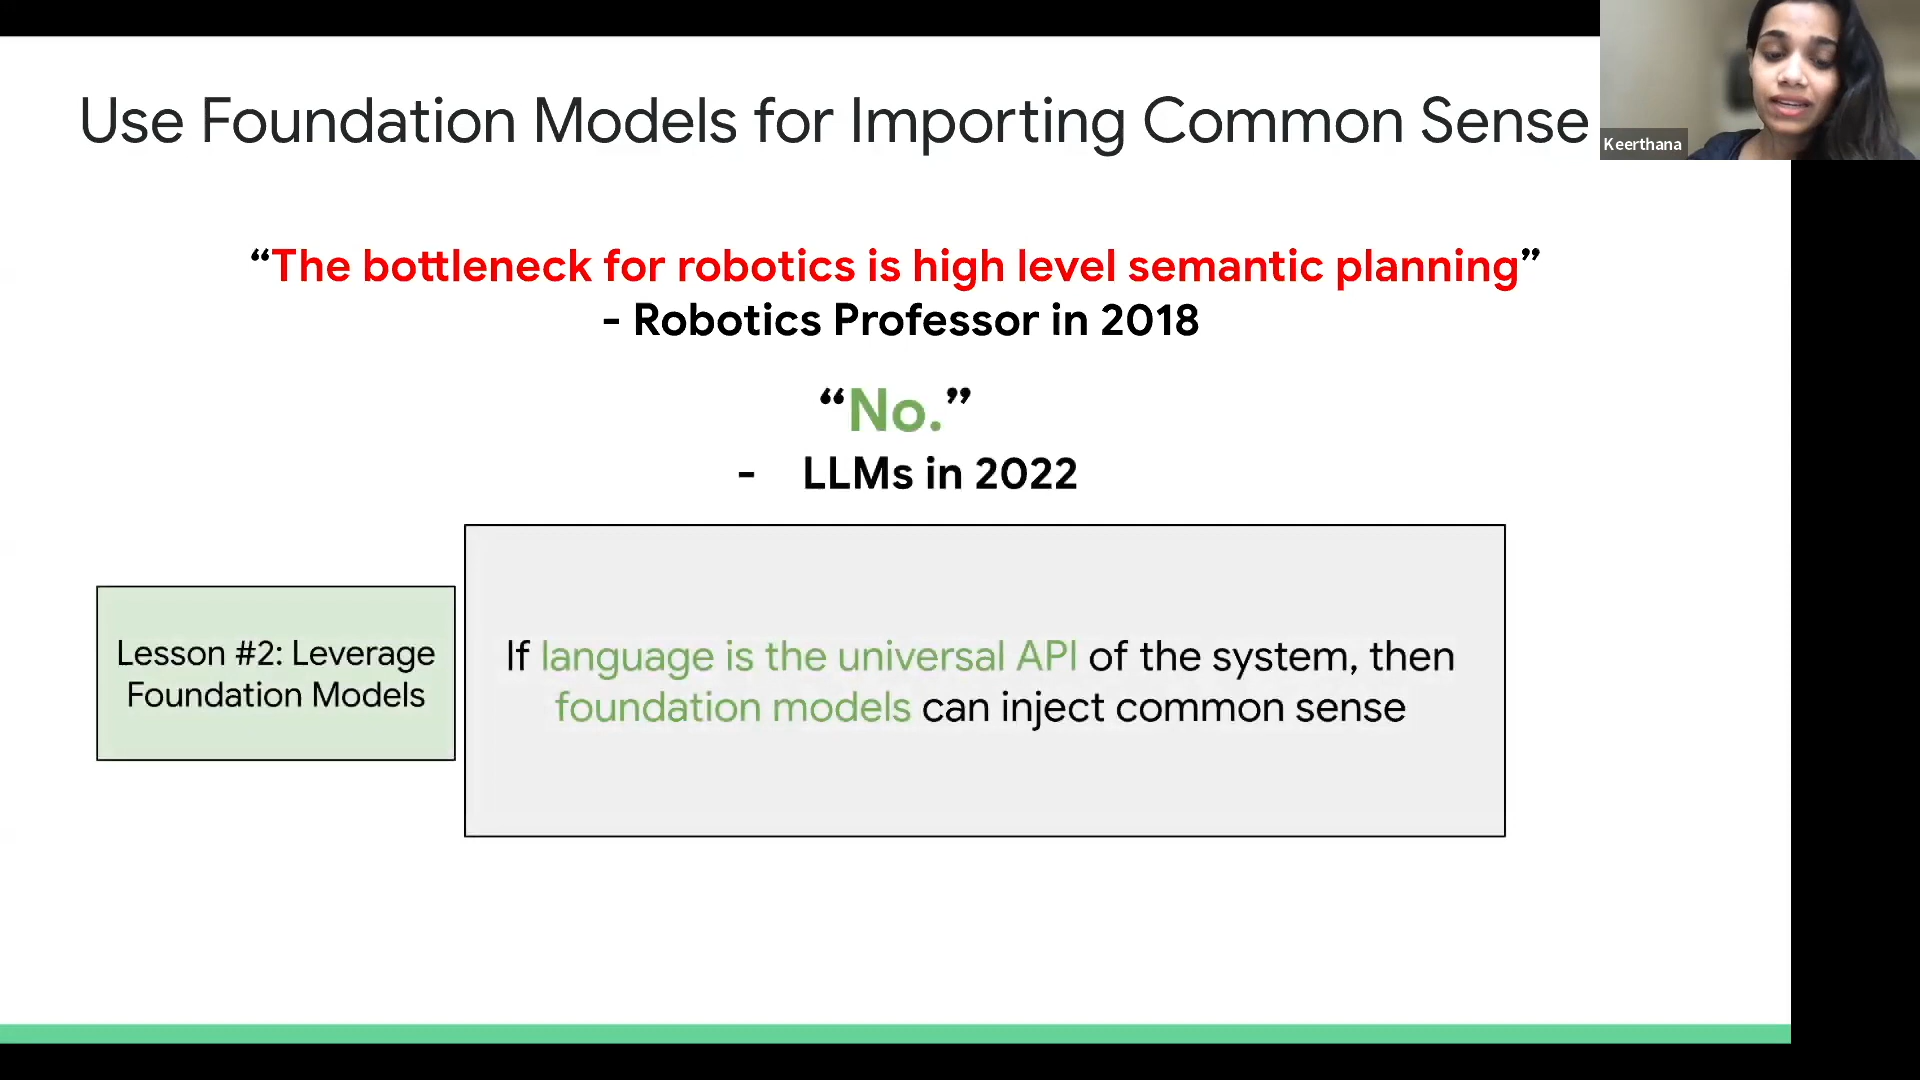 Use Foundation Models for Importing Common Sense
Keerthana
“The bottleneck for robotics is high level semantic planning”
- Robotics Professor in 2018
“No.”
- LLMs in 2022
Lesson #2: Leverage
Foundation Models
If language is the universal API of the system, then
foundation models can inject common sense